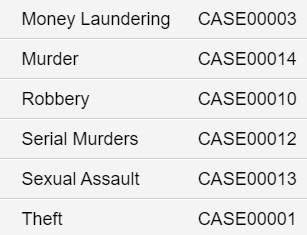 Money Laundering CASE00003
Murder CASE00014
Robbery CASE00010
Serial Murders CASE00012
Sexual Assault CASE00013
Theft CASE00001